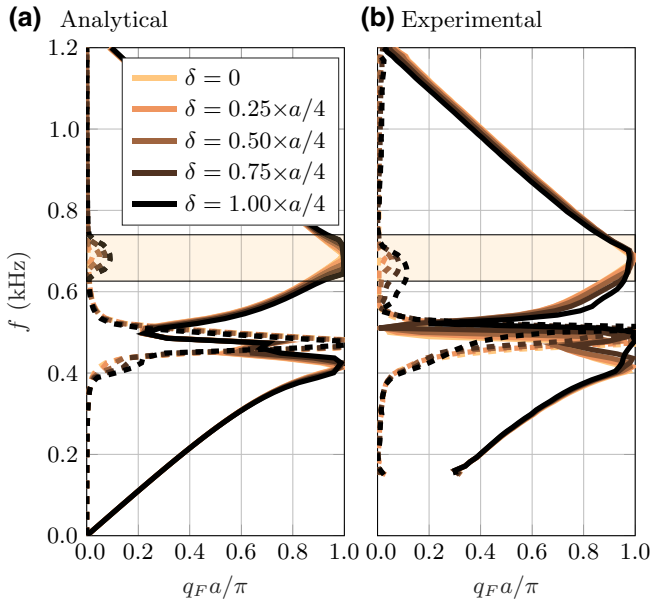 (a) Analytical
(b) Experimental
δ = 0
δ = 0.25×a/4
δ = 0.50×a/4
δ = 0.75×a/4
δ = 1.00×a/4
f (kHz)
1.2
1.0
0.8
0.6
0.4
0.2
0.0
0.0 0.2 0.4 0.6 0.8 1.0
0.0 0.2 0.4 0.6 0.8 1.0
q_F a/π
q_F a/π